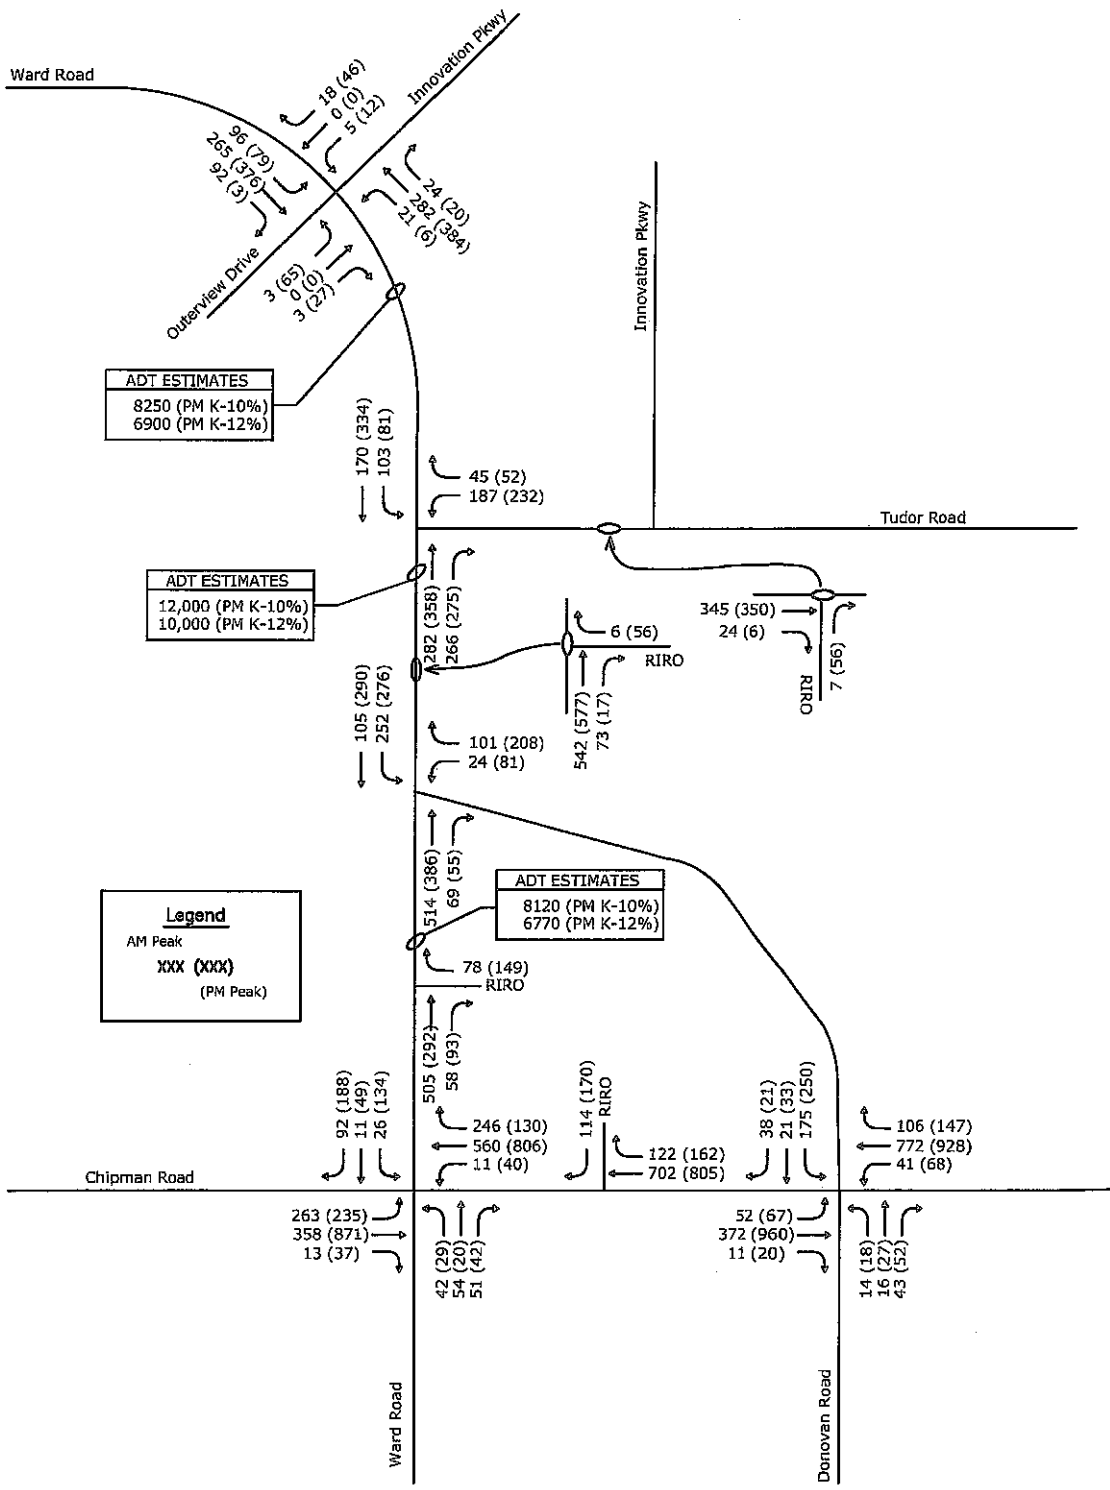 Ward Road
Innovation Pkwy
18 (46)
0 (0)
5 (12)
96 (79)
265 (376)
92 (3)
24 (20)
282 (384)
21 (6)
Outerview Drive
3 (65)
0 (0)
3 (27)
Innovation Pkwy
ADT ESTIMATES
8250 (PM K-10%)
6900 (PM K-12%)
170 (334)
103 (81)
45 (52)
187 (232)
Tudor Road
ADT ESTIMATES
12,000 (PM K-10%)
10,000 (PM K-12%)
282 (358)
266 (275)
6 (56)
RIRO
542 (577)
73 (17)
345 (350)
24 (6)
RIRO
7 (56)
105 (290)
252 (276)
101 (208)
24 (81)
514 (386)
69 (55)
ADT ESTIMATES
8120 (PM K-10%)
6770 (PM K-12%)
Legend
AM Peak
XXX (XXX)
(PM Peak)
78 (149)
RIRO
505 (292)
58 (93)
92 (188)
11 (49)
26 (134)
246 (130)
560 (806)
11 (40)
114 (170)
RIRO
122 (162)
702 (805)
38 (21)
21 (33)
175 (250)
106 (147)
772 (928)
41 (68)
Chipman Road
263 (235)
358 (871)
13 (37)
42 (29)
54 (20)
51 (42)
52 (67)
372 (960)
11 (20)
14 (18)
16 (27)
43 (52)
Ward Road
Donovan Road